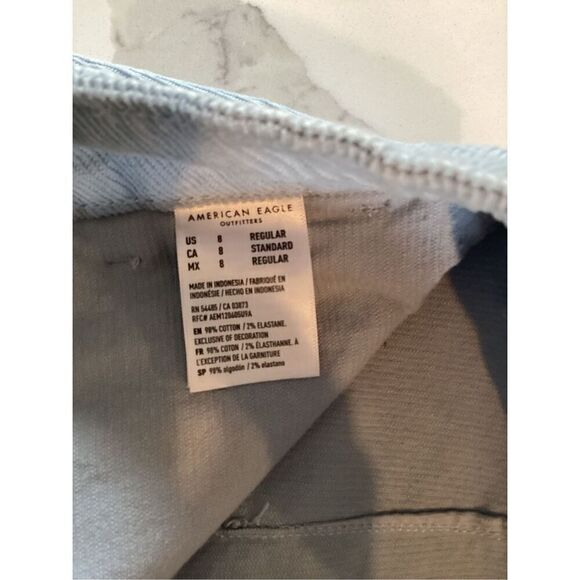 AMERICAN EAGLE
OUTFITTERS
US 8 REGULAR
CA 8 STANDARD
MX 8 REGULAR
MADE IN INDONESIA / FABRIQUÉ EN
INDONÉSIE / HECHO EN INDONESIA
RN 54485 / CA 03873
RFC# AEM120605U9A
EN 98% COTTON / 2% ELASTANE.
EXCLUSIVE OF DECORATION
FR 98% COTON / 2% ÉLASTHANNE. À
L'EXCEPTION DE LA GARNITURE
SP 98% algodón / 2% elastano